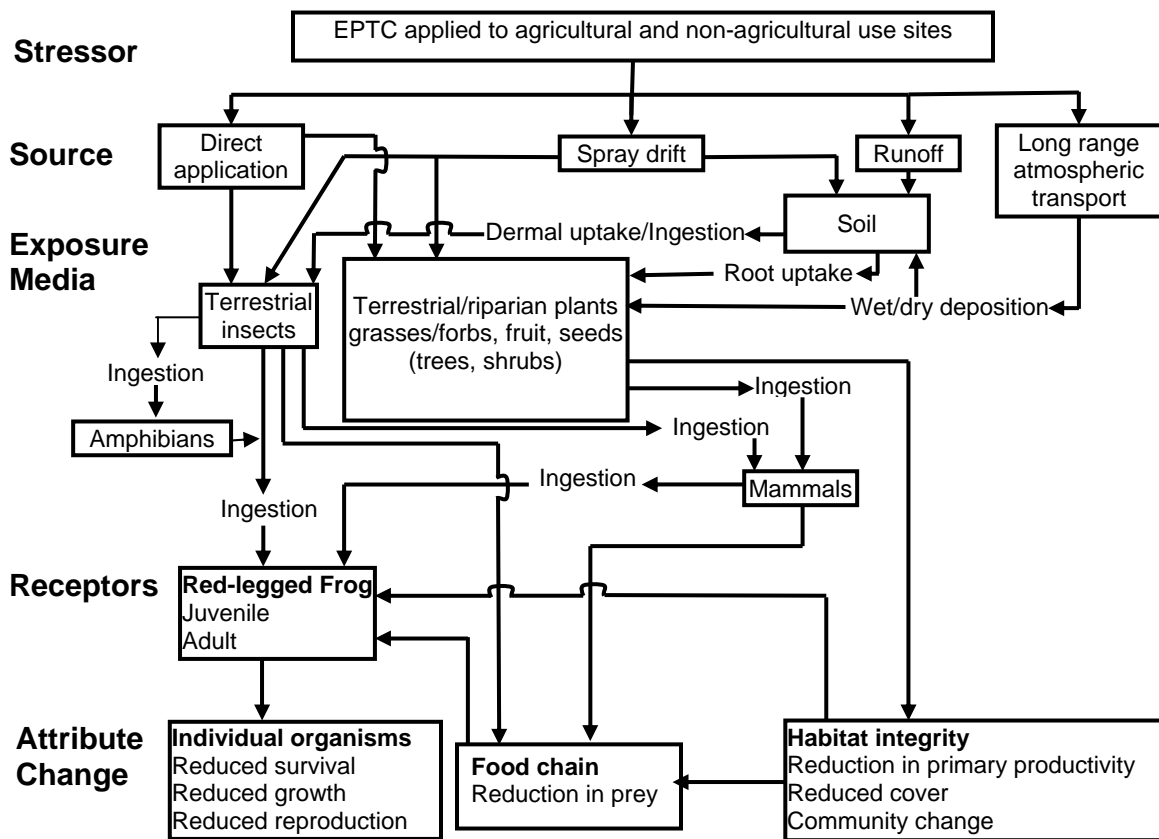 Stressor
EPTC applied to agricultural and non-agricultural use sites
Source
Direct
application
Spray drift
Runoff
Long range
atmospheric
transport
Exposure
Media
Soil
Dermal uptake/Ingestion
Root uptake
Wet/dry deposition
Terrestrial
insects
Terrestrial/riparian plants
grasses/forbs, fruit, seeds
(trees, shrubs)
Ingestion
Amphibians
Ingestion
Ingestion
Ingestion
Mammals
Ingestion
Receptors
Red-legged Frog
Juvenile
Adult
Attribute
Change
Individual organisms
Reduced survival
Reduced growth
Reduced reproduction
Food chain
Reduction in prey
Habitat integrity
Reduction in primary productivity
Reduced cover
Community change